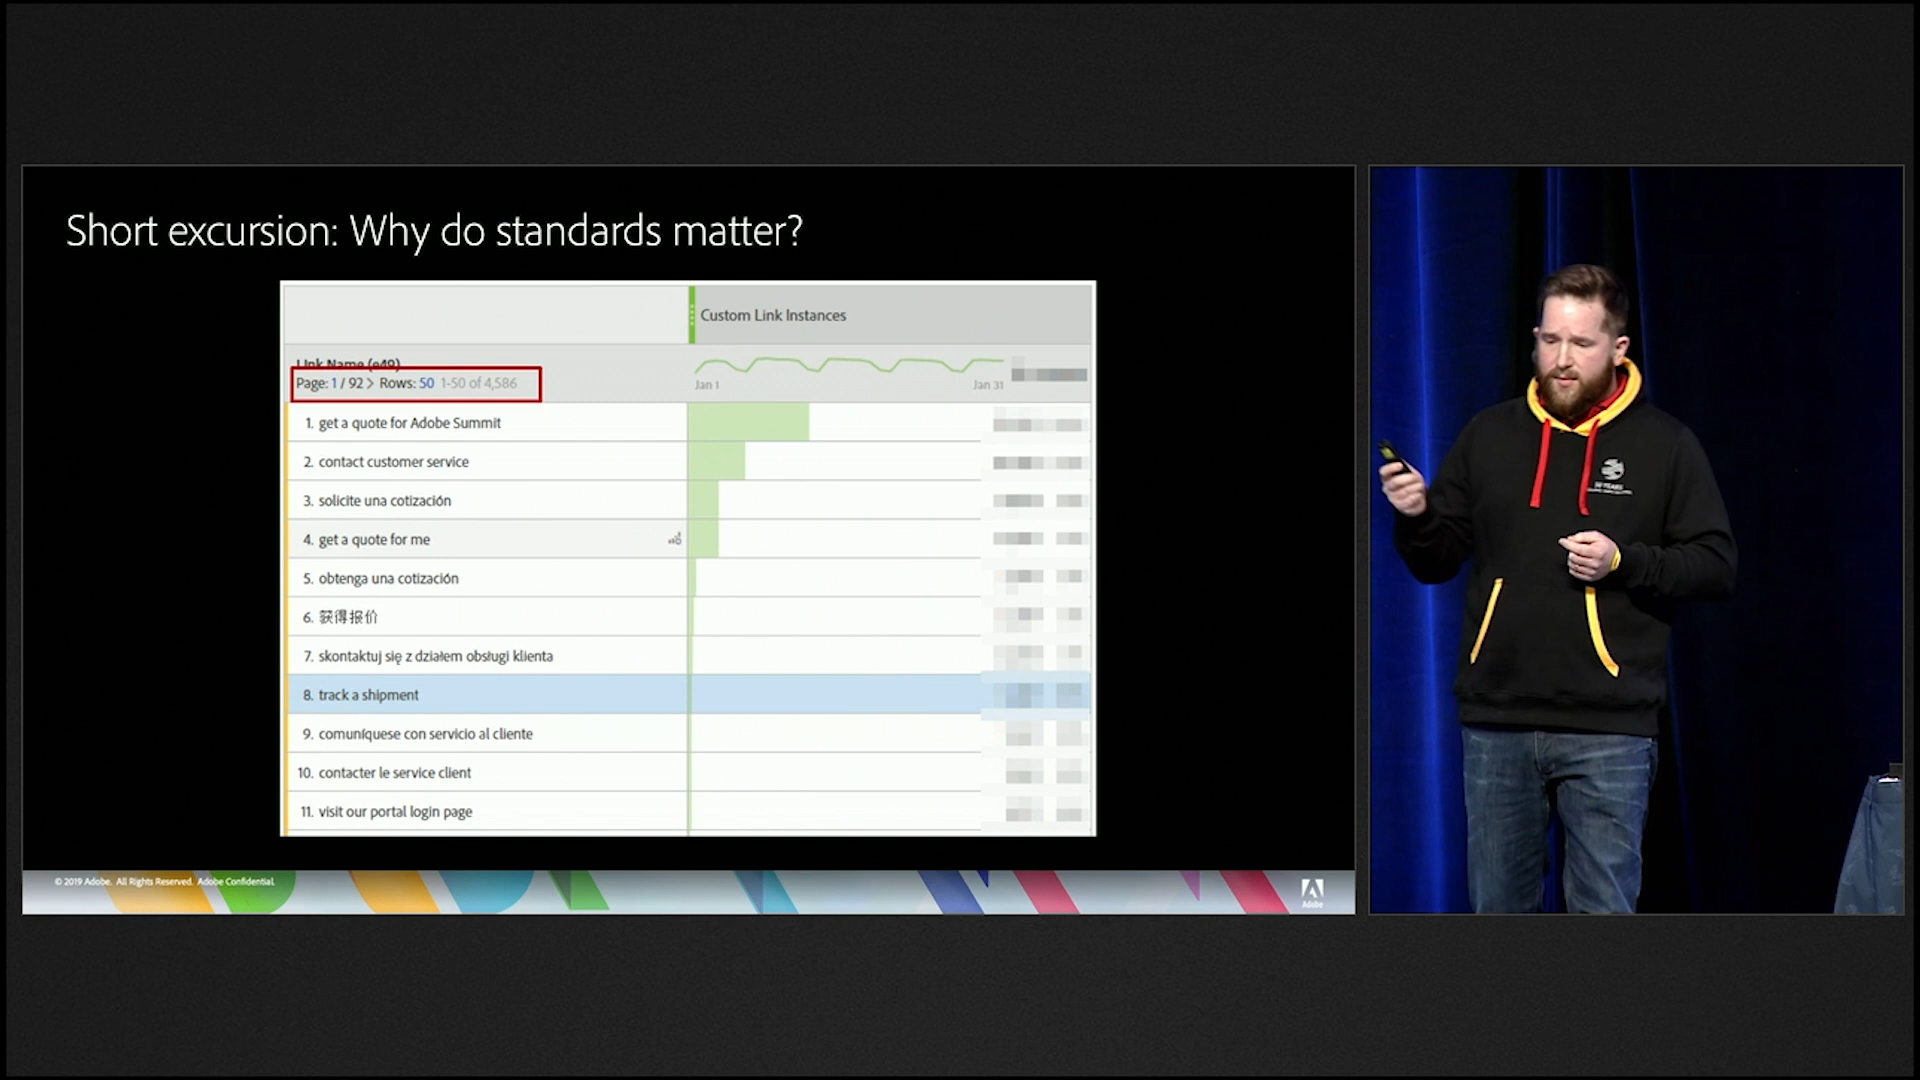 Short excursion: Why do standards matter?
Custom Link Instances
Link Name (e49)
Page: 1 / 92 > Rows: 50 1-50 of 4,586
Jan 1
Jan 31
1. get a quote for Adobe Summit
2. contact customer service
3. solicite una cotización
4. get a quote for me
5. obtenga una cotización
6. 获得报价
7. skontaktuj się z działem obsługi klienta
8. track a shipment
9. comuníquese con servicio al cliente
10. contacter le service client
11. visit our portal login page
© 2019 Adobe. All Rights Reserved. Adobe Confidential.
Adobe